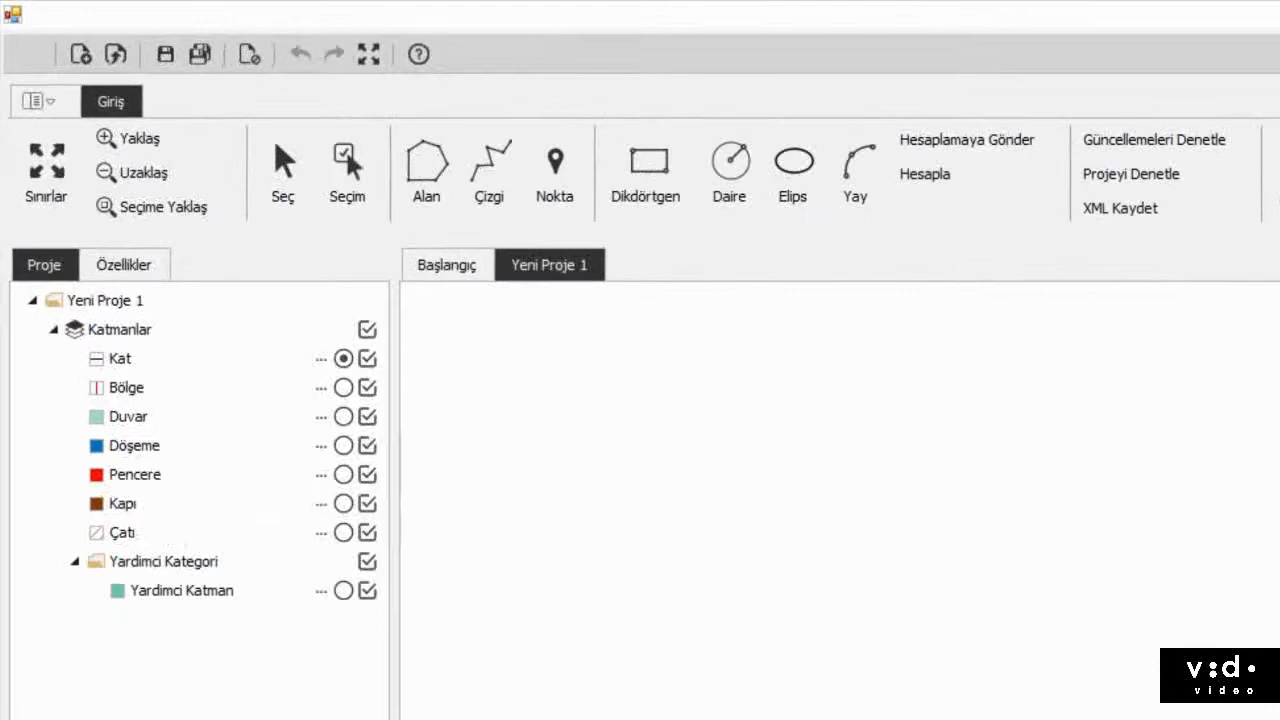 Giriş
Yaklaş
Uzaklaş
Seçime Yaklaş
Sınırlar
Seç
Seçim
Alan
Çizgi
Nokta
Dikdörtgen
Daire
Elips
Yay
Hesaplamaya Gönder
Hesapla
Güncellemeleri Denetle
Projeyi Denetle
XML Kaydet
Proje
Özellikler
Başlangıç
Yeni Proje 1
Yeni Proje 1
Katmanlar
Kat
Bölge
Duvar
Döşeme
Pencere
Kapı
Çatı
Yardimci Kategori
Yardimci Katman
v:d•
video